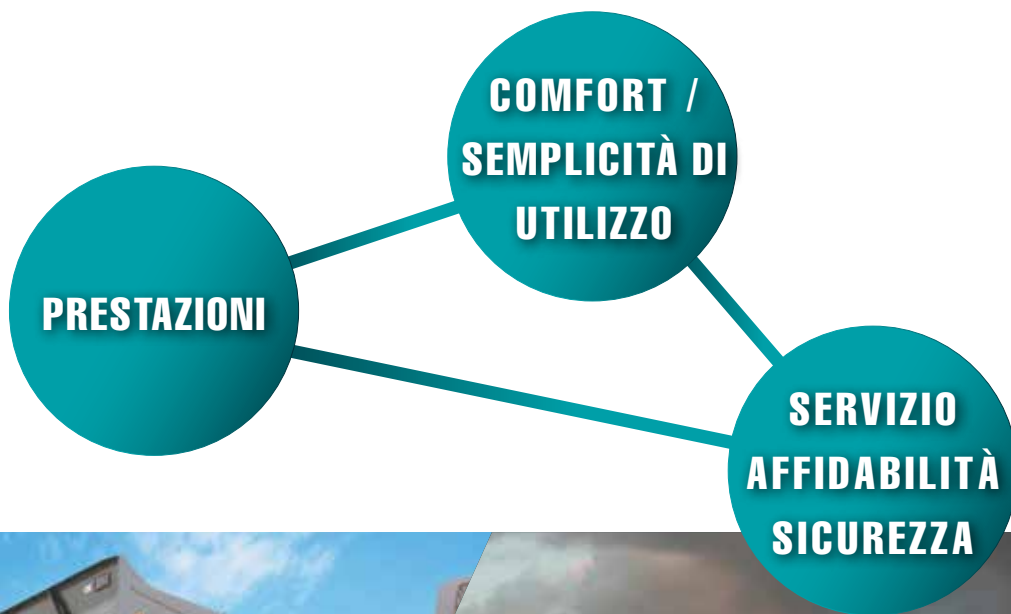 COMFORT /
SEMPLICITÀ DI
UTILIZZO
PRESTAZIONI
SERVIZIO
AFFIDABILITÀ
SICUREZZA